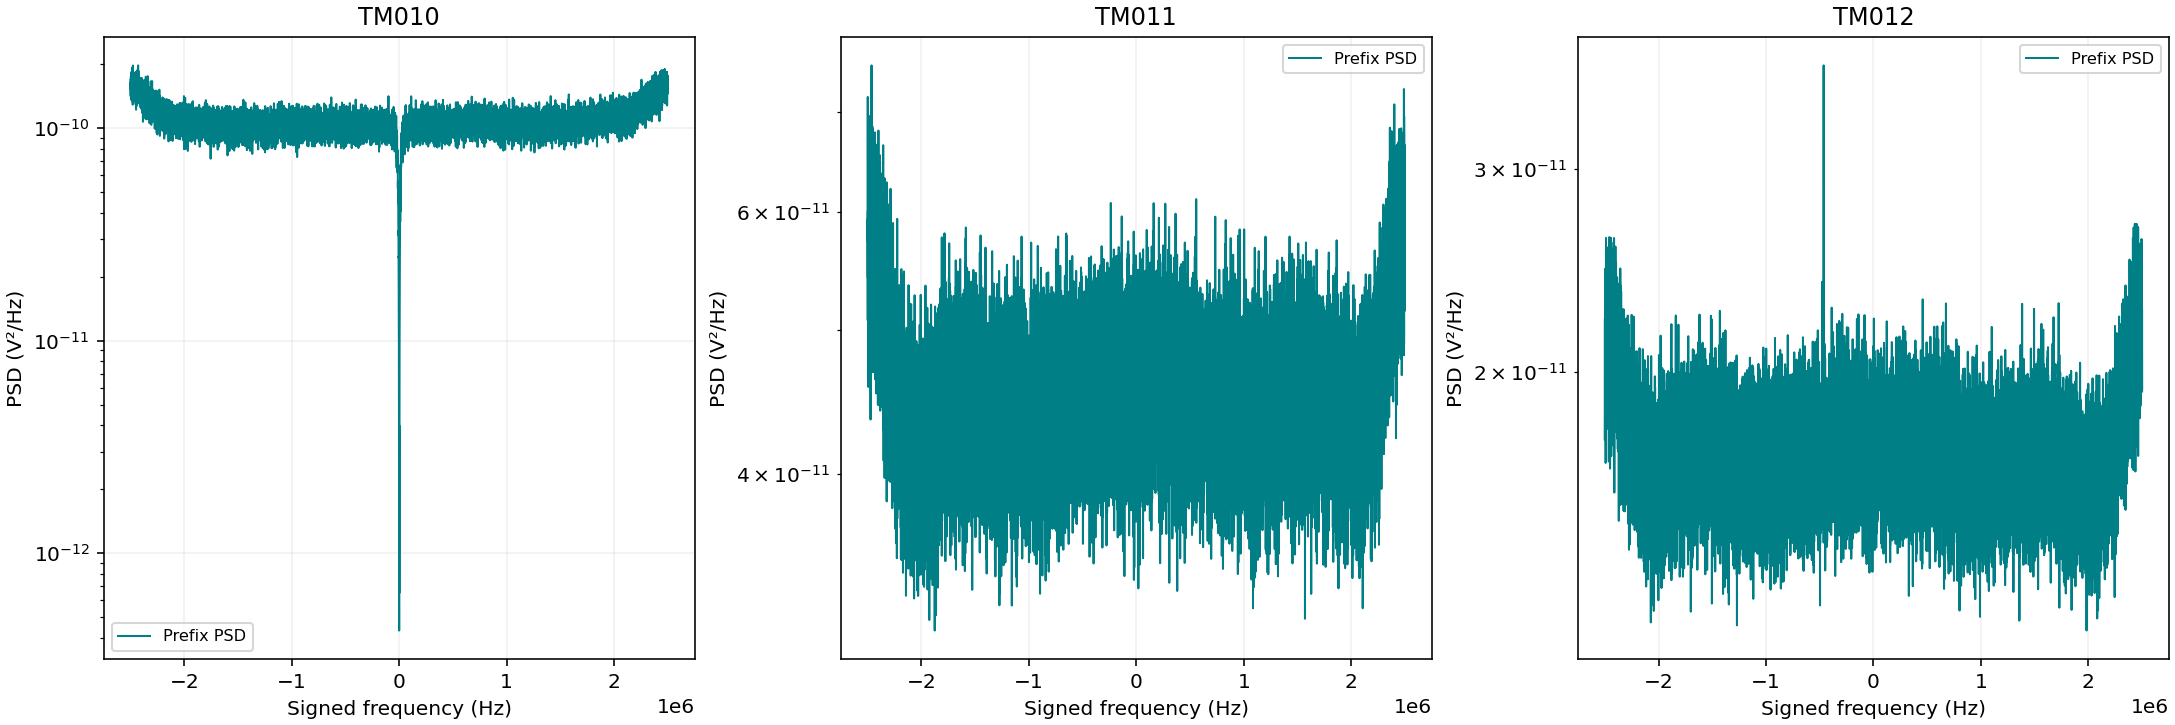 TM010
PSD (V²/Hz)
10⁻¹⁰
10⁻¹¹
10⁻¹²
Prefix PSD
−2 −1 0 1 2
1e6
Signed frequency (Hz)
TM011
PSD (V²/Hz)
6 × 10⁻¹¹
4 × 10⁻¹¹
Prefix PSD
−2 −1 0 1 2
1e6
Signed frequency (Hz)
TM012
PSD (V²/Hz)
3 × 10⁻¹¹
2 × 10⁻¹¹
Prefix PSD
−2 −1 0 1 2
1e6
Signed frequency (Hz)